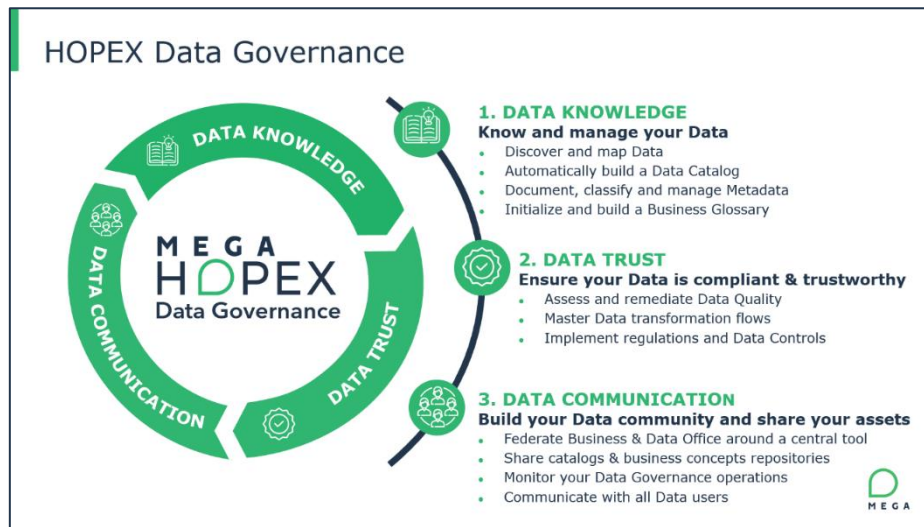 HOPEX Data Governance
DATA KNOWLEDGE
DATA TRUST
DATA COMMUNICATION
MEGA
HOPEX
Data Governance
1. DATA KNOWLEDGE
Know and manage your Data
• Discover and map Data
• Automatically build a Data Catalog
• Document, classify and manage Metadata
• Initialize and build a Business Glossary
2. DATA TRUST
Ensure your Data is compliant & trustworthy
• Assess and remediate Data Quality
• Master Data transformation flows
• Implement regulations and Data Controls
3. DATA COMMUNICATION
Build your Data community and share your assets
• Federate Business & Data Office around a central tool
• Share catalogs & business concepts repositories
• Monitor your Data Governance operations
• Communicate with all Data users
MEGA